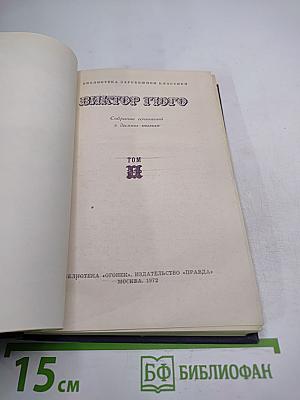 БИБЛИОТЕКА ЗАРУБЕЖНОЙ КЛАССИКИ
ВИКТОР ГЮГО
Собрание сочинений
в десяти томах
ТОМ
II
БЛИОТЕКА «ОГОНЕК». ИЗДАТЕЛЬСТВО «ПРАВДА»
МОСКВА. 1972
15 см
БФ БИБЛИОФАН